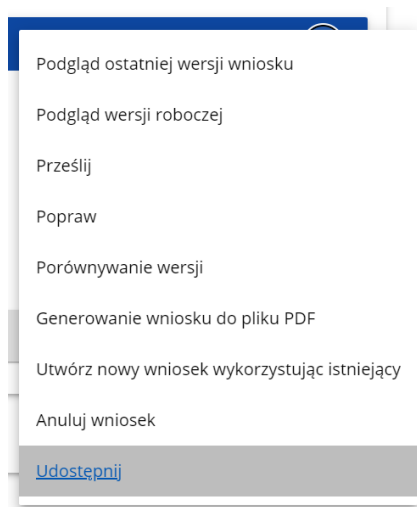 Podgląd ostatniej wersji wniosku
Podgląd wersji roboczej
Prześlij
Popraw
Porównywanie wersji
Generowanie wniosku do pliku PDF
Utwórz nowy wniosek wykorzystując istniejący
Anuluj wniosek
Udostępnij